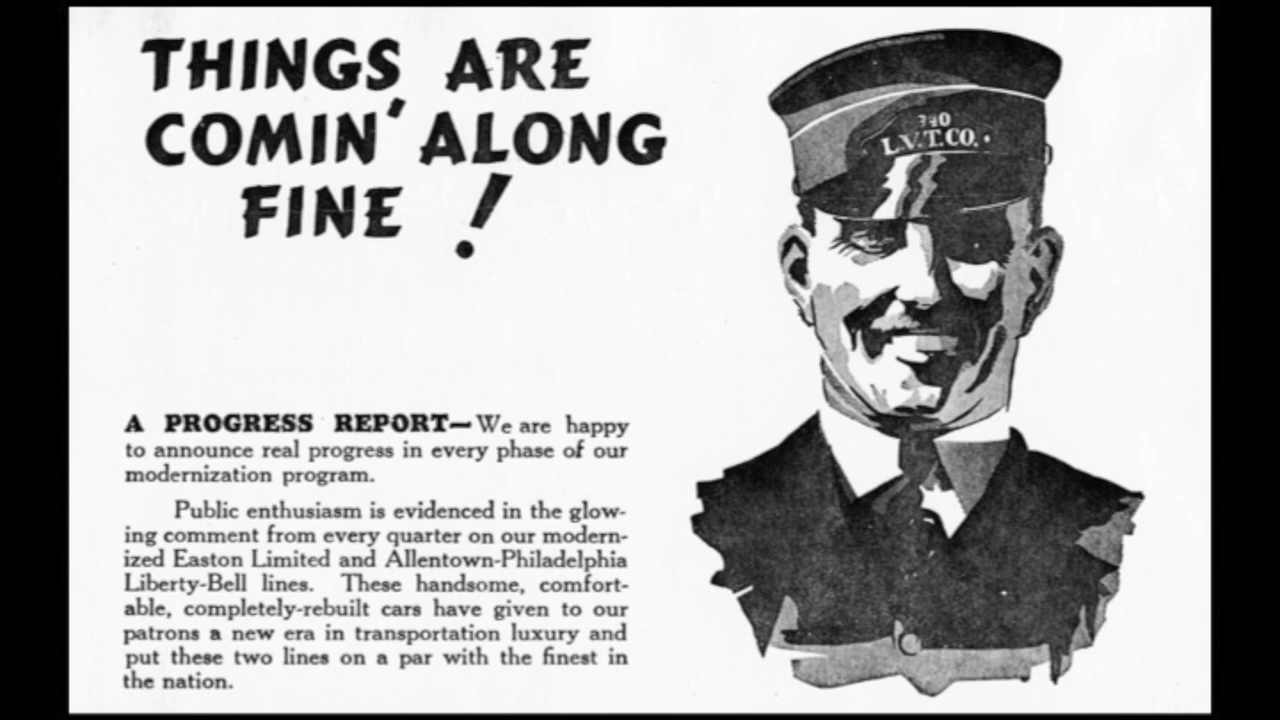 THINGS ARE
COMIN' ALONG
FINE !
340
L.V.T.CO.
A PROGRESS REPORT—We are happy
to announce real progress in every phase of our
modernization program.
Public enthusiasm is evidenced in the glow-
ing comment from every quarter on our modern-
ized Easton Limited and Allentown-Philadelphia
Liberty-Bell lines. These handsome, comfort-
able, completely-rebuilt cars have given to our
patrons a new era in transportation luxury and
put these two lines on a par with the finest in
the nation.